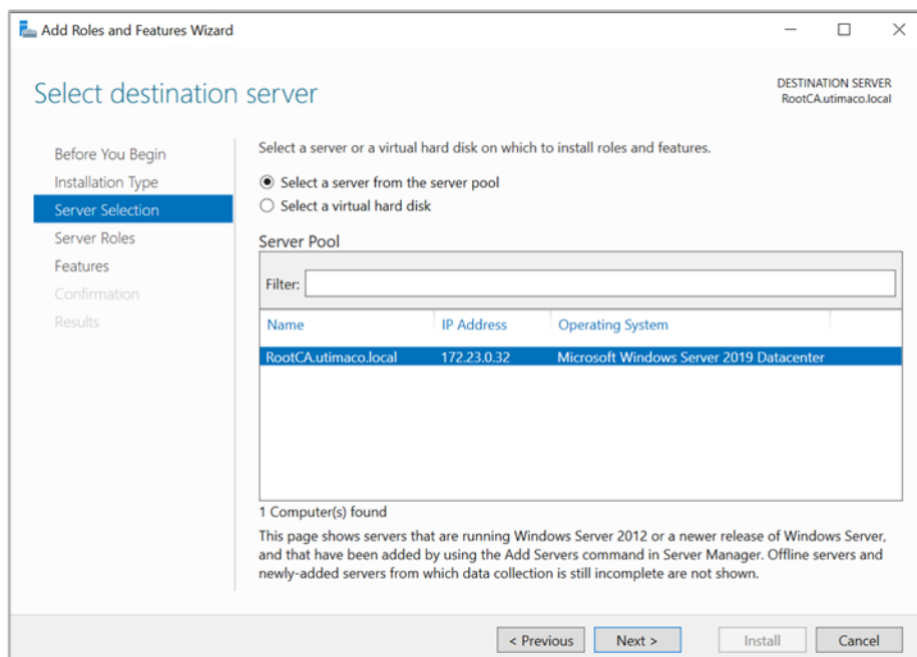 Add Roles and Features Wizard
Select destination server
DESTINATION SERVER
RootCA.utimaco.local
Before You Begin
Installation Type
Server Selection
Server Roles
Features
Confirmation
Results
Select a server or a virtual hard disk on which to install roles and features.
Select a server from the server pool
Select a virtual hard disk
Server Pool
Filter:
Name IP Address Operating System
RootCA.utimaco.local 172.23.0.32 Microsoft Windows Server 2019 Datacenter
1 Computer(s) found
This page shows servers that are running Windows Server 2012 or a newer release of Windows Server,
and that have been added by using the Add Servers command in Server Manager. Offline servers and
newly-added servers from which data collection is still incomplete are not shown.
< Previous Next > Install Cancel